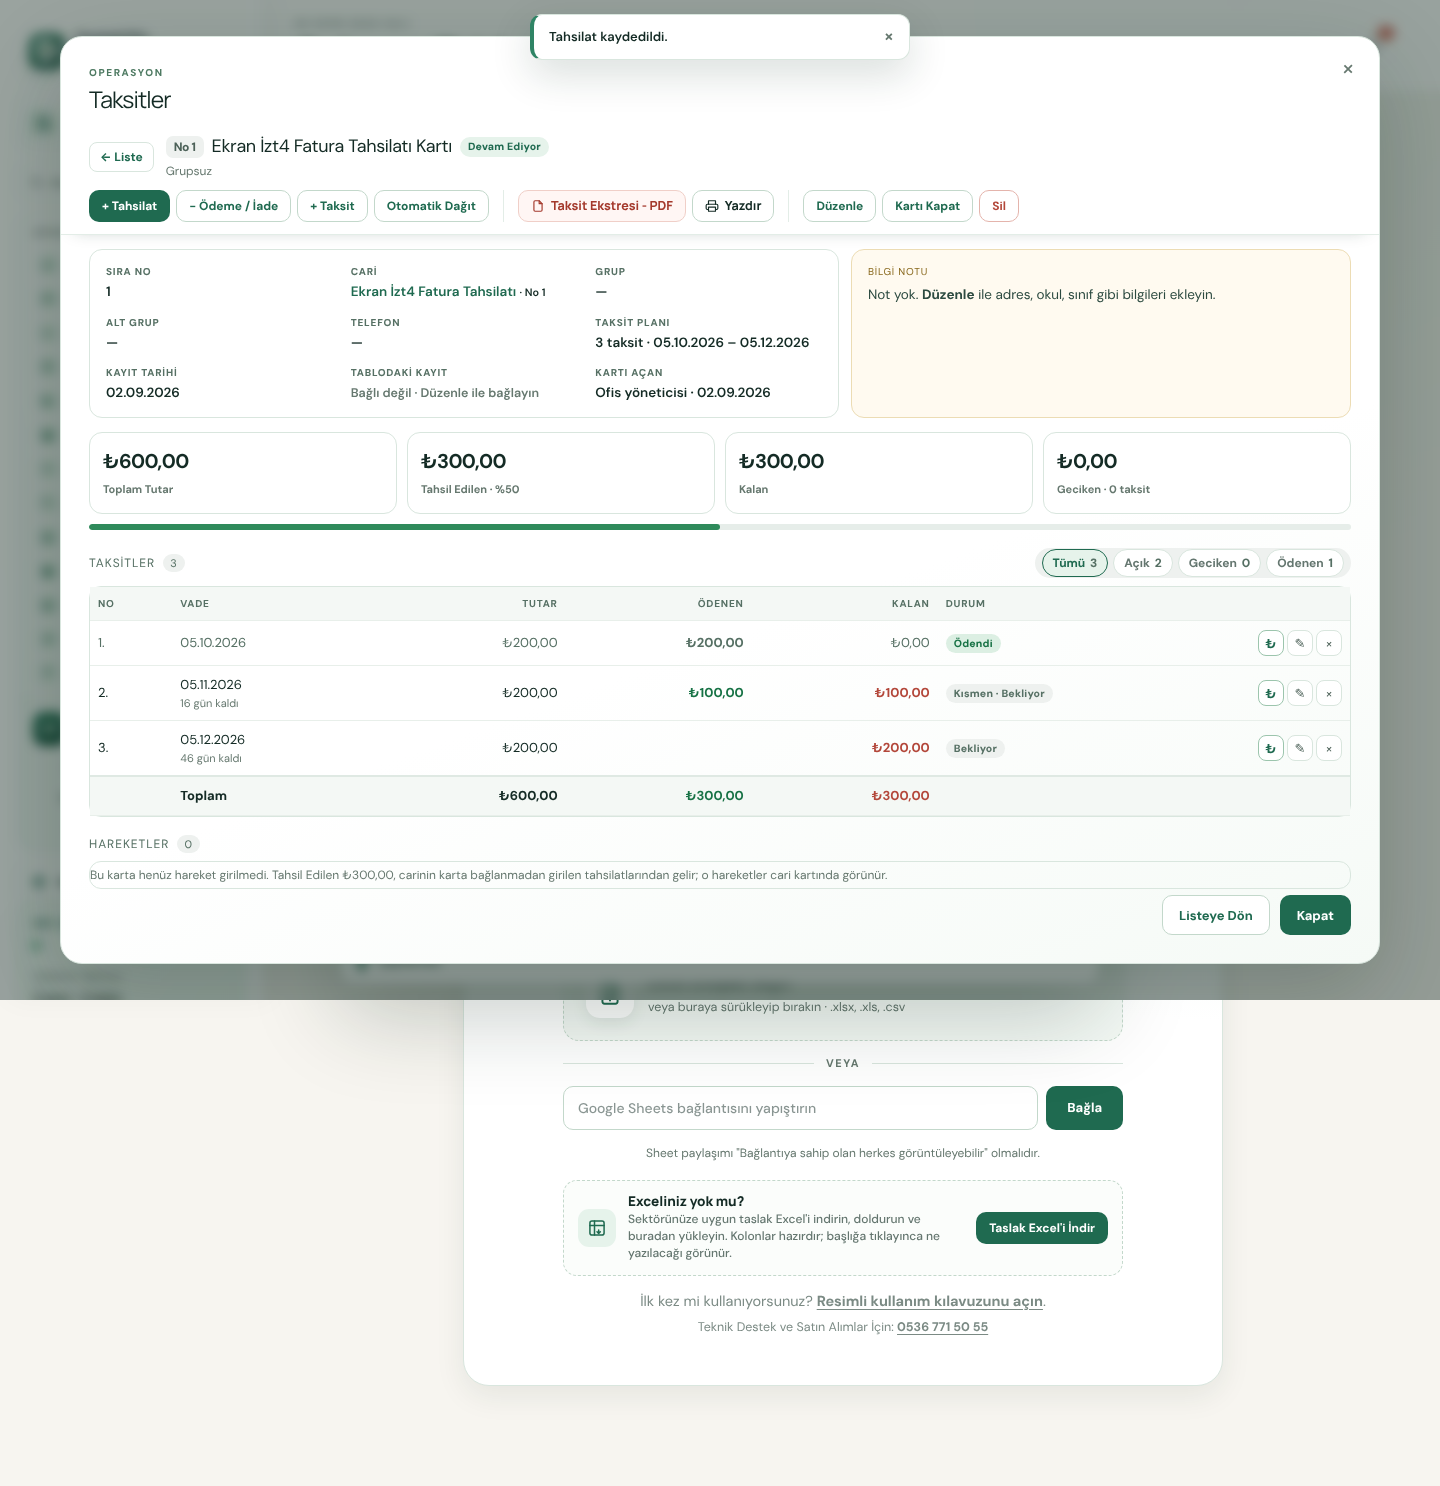 Tahsilat kaydedildi. ×
OPERASYON
Taksitler
×
← Liste
No 1 Ekran İzt4 Fatura Tahsilatı Kartı Devam Ediyor
Grupsuz
+ Tahsilat − Ödeme / İade + Taksit Otomatik Dağıt Taksit Ekstresi - PDF Yazdır Düzenle Kartı Kapat Sil
SIRA NO CARİ GRUP
1 Ekran İzt4 Fatura Tahsilatı · No 1 —
ALT GRUP TELEFON TAKSİT PLANI
— — 3 taksit · 05.10.2026 – 05.12.2026
KAYIT TARİHİ TABLODAKİ KAYIT KARTI AÇAN
02.09.2026 Bağlı değil · Düzenle ile bağlayın Ofis yöneticisi · 02.09.2026
BİLGİ NOTU
Not yok. Düzenle ile adres, okul, sınıf gibi bilgileri ekleyin.
₺600,00 ₺300,00 ₺300,00 ₺0,00
Toplam Tutar Tahsil Edilen · %50 Kalan Geciken · 0 taksit
TAKSİTLER 3 Tümü 3 Açık 2 Geciken 0 Ödenen 1
NO VADE TUTAR ÖDENEN KALAN DURUM
1. 05.10.2026 ₺200,00 ₺200,00 ₺0,00 Ödendi ₺ ✎ ×
2. 05.11.2026 ₺200,00 ₺100,00 ₺100,00 Kısmen · Bekliyor ₺ ✎ ×
16 gün kaldı
3. 05.12.2026 ₺200,00 ₺200,00 Bekliyor ₺ ✎ ×
46 gün kaldı
Toplam ₺600,00 ₺300,00 ₺300,00
HAREKETLER 0
Bu karta henüz hareket girilmedi. Tahsil Edilen ₺300,00, carinin karta bağlanmadan girilen tahsilatlarından gelir; o hareketler cari kartında görünür.
Listeye Dön Kapat
veya buraya sürükleyip bırakın · .xlsx, .xls, .csv
VEYA
Google Sheets bağlantısını yapıştırın Bağla
Sheet paylaşımı "Bağlantıya sahip olan herkes görüntüleyebilir" olmalıdır.
Exceliniz yok mu?
Sektörünüze uygun taslak Excel'i indirin, doldurun ve
buradan yükleyin. Kolonlar hazırdır; başlığa tıklayınca ne
yazılacağı görünür.
Taslak Excel'i İndir
İlk kez mi kullanıyorsunuz? Resimli kullanım kılavuzunu açın.
Teknik Destek ve Satın Alımlar İçin: 0536 771 50 55